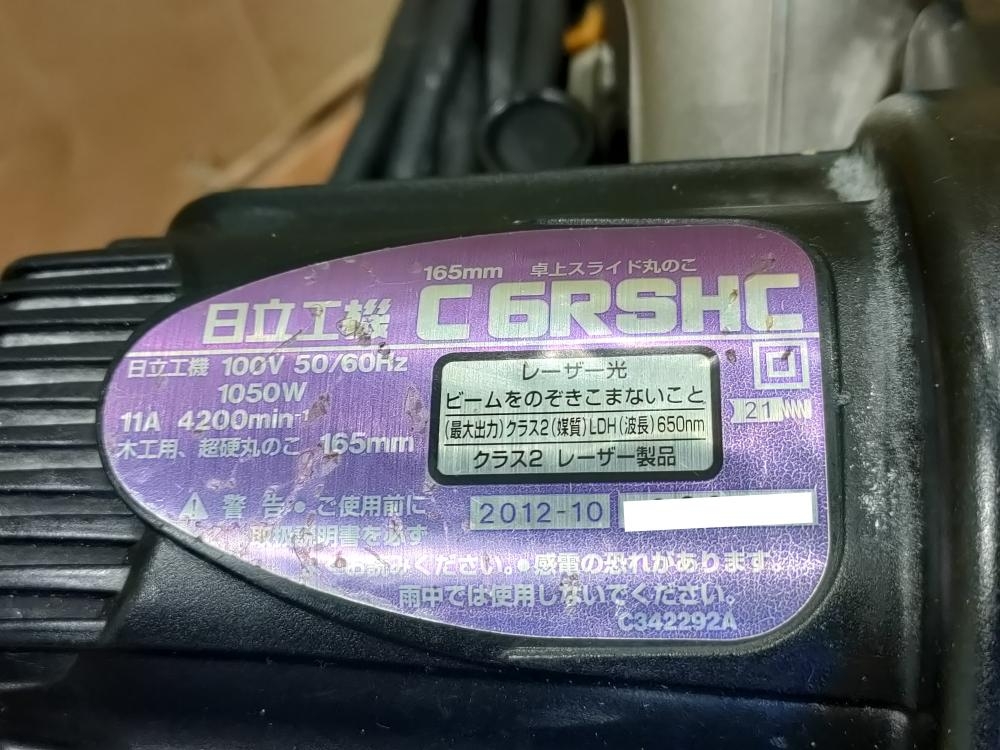 165mm 卓上スライド丸のこ
日立工機 C 6RSHC
日立工機 100V 50/60Hz
1050W
11A 4200min⁻¹
木工用、超硬丸のこ 165mm
レーザー光
ビームをのぞきこまないこと
(最大出力)クラス2(媒質)LDH(波長)650nm
クラス2 レーザー製品
21
警 告 • ご使用前に
取扱説明書を必ず
2012-10
お読みください。• 感電の恐れがあります。
雨中では使用しないでください。
C342292A